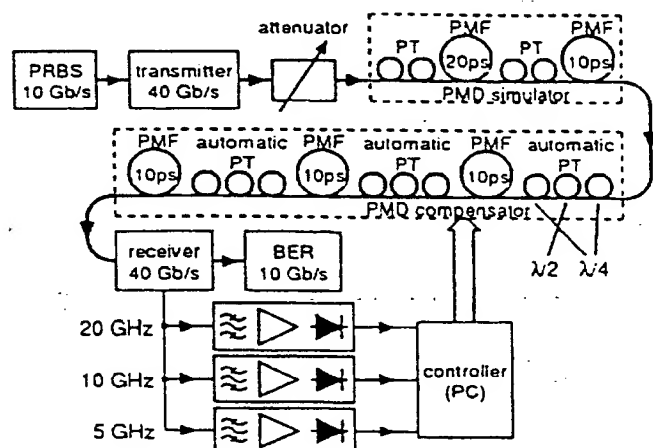 attenuator
PRBS
10 Gb/s
transmitter
40 Gb/s
PT
PMF
20ps
PT
PMF
10ps
PMD simulator
PMF
10ps
automatic
PT
PMF
10ps
automatic
PT
PMF
10ps
automatic
PT
PMD compensator
receiver
40 Gb/s
BER
10 Gb/s
λ/2
λ/4
20 GHz
10 GHz
5 GHz
controller
(PC)